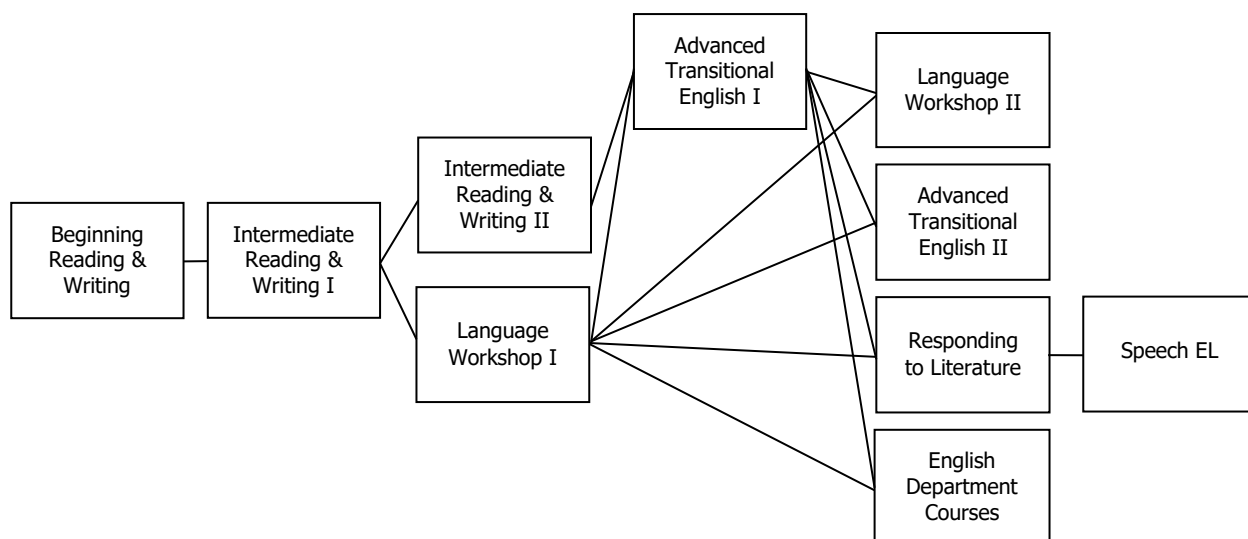 Beginning
Reading &
Writing
Intermediate
Reading &
Writing I
Intermediate
Reading &
Writing II
Language
Workshop I
Advanced
Transitional
English I
Language
Workshop II
Advanced
Transitional
English II
Responding
to Literature
English
Department
Courses
Speech EL